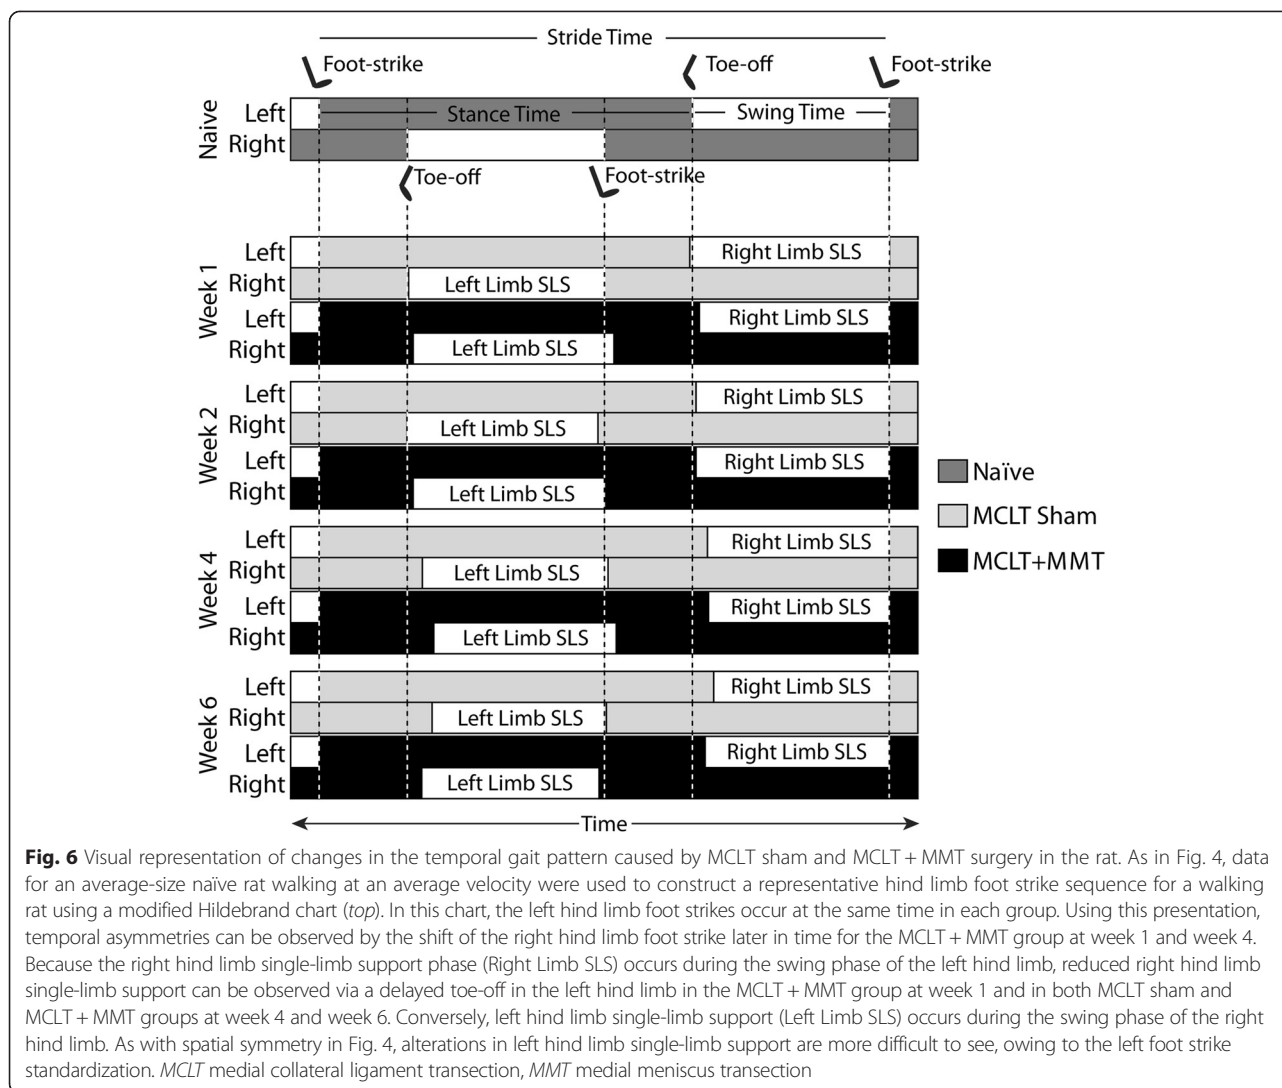 Stride Time
Foot-strike
Toe-off
Foot-strike
Naive
Left
Stance Time
Swing Time
Right
Toe-off
Foot-strike
Week 1
Left
Right Limb SLS
Right
Left Limb SLS
Left
Right Limb SLS
Right
Left Limb SLS
Week 2
Left
Right Limb SLS
Right
Left Limb SLS
Left
Right Limb SLS
Right
Left Limb SLS
Week 4
Left
Right Limb SLS
Right
Left Limb SLS
Left
Right Limb SLS
Right
Left Limb SLS
Week 6
Left
Right Limb SLS
Right
Left Limb SLS
Left
Right Limb SLS
Right
Left Limb SLS
Time
Naïve
MCLT Sham
MCLT+MMT
Fig. 6 Visual representation of changes in the temporal gait pattern caused by MCLT sham and MCLT + MMT surgery in the rat. As in Fig. 4, data
for an average-size naïve rat walking at an average velocity were used to construct a representative hind limb foot strike sequence for a walking
rat using a modified Hildebrand chart (top). In this chart, the left hind limb foot strikes occur at the same time in each group. Using this presentation,
temporal asymmetries can be observed by the shift of the right hind limb foot strike later in time for the MCLT + MMT group at week 1 and week 4.
Because the right hind limb single-limb support phase (Right Limb SLS) occurs during the swing phase of the left hind limb, reduced right hind limb
single-limb support can be observed via a delayed toe-off in the left hind limb in the MCLT + MMT group at week 1 and in both MCLT sham and
MCLT + MMT groups at week 4 and week 6. Conversely, left hind limb single-limb support (Left Limb SLS) occurs during the swing phase of the right
hind limb. As with spatial symmetry in Fig. 4, alterations in left hind limb single-limb support are more difficult to see, owing to the left foot strike
standardization. MCLT medial collateral ligament transection, MMT medial meniscus transection